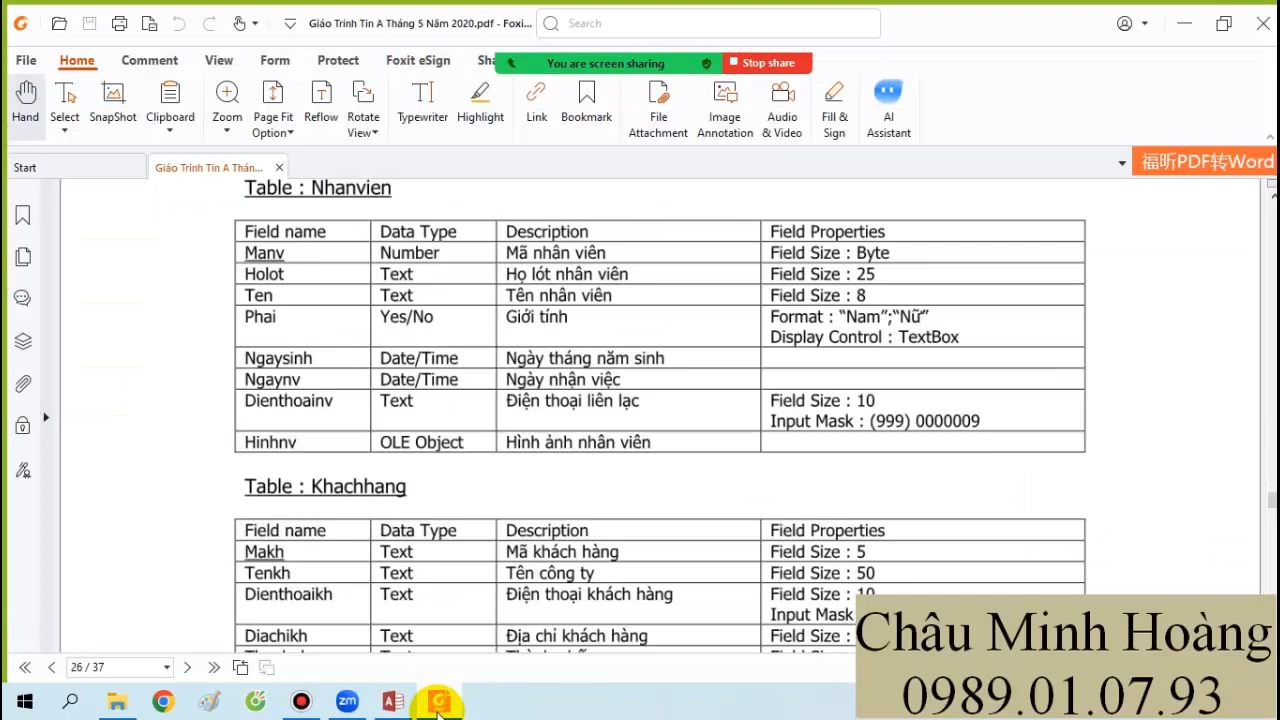 Giáo Trình Tin A Tháng 5 Năm 2020.pdf - Foxi...
Search
File Home Comment View Form Protect Foxit eSign Sha
You are screen sharing Stop share
Hand Select SnapShot Clipboard Zoom Page Fit Option Reflow Rotate View Typewriter Highlight Link Bookmark File Attachment Image Annotation Audio & Video Fill & Sign AI Assistant
Start Giáo Trình Tin A Thán... 福昕PDF转Word
Table : Nhanvien
Field name Data Type Description Field Properties
Manv Number Mã nhân viên Field Size : Byte
Holot Text Họ lót nhân viên Field Size : 25
Ten Text Tên nhân viên Field Size : 8
Phai Yes/No Giới tính Format : “Nam”;“Nữ”
Display Control : TextBox
Ngaysinh Date/Time Ngày tháng năm sinh
Ngaynv Date/Time Ngày nhận việc
Dienthoainv Text Điện thoại liên lạc Field Size : 10
Input Mask : (999) 0000009
Hinhnv OLE Object Hình ảnh nhân viên
Table : Khachhang
Field name Data Type Description Field Properties
Makh Text Mã khách hàng Field Size : 5
Tenkh Text Tên công ty Field Size : 50
Dienthoaikh Text Điện thoại khách hàng Field Size : 10
Input Mask
Diachikh Text Địa chỉ khách hàng Field Size :
Châu Minh Hoàng
0989.01.07.93
26 / 37
zm